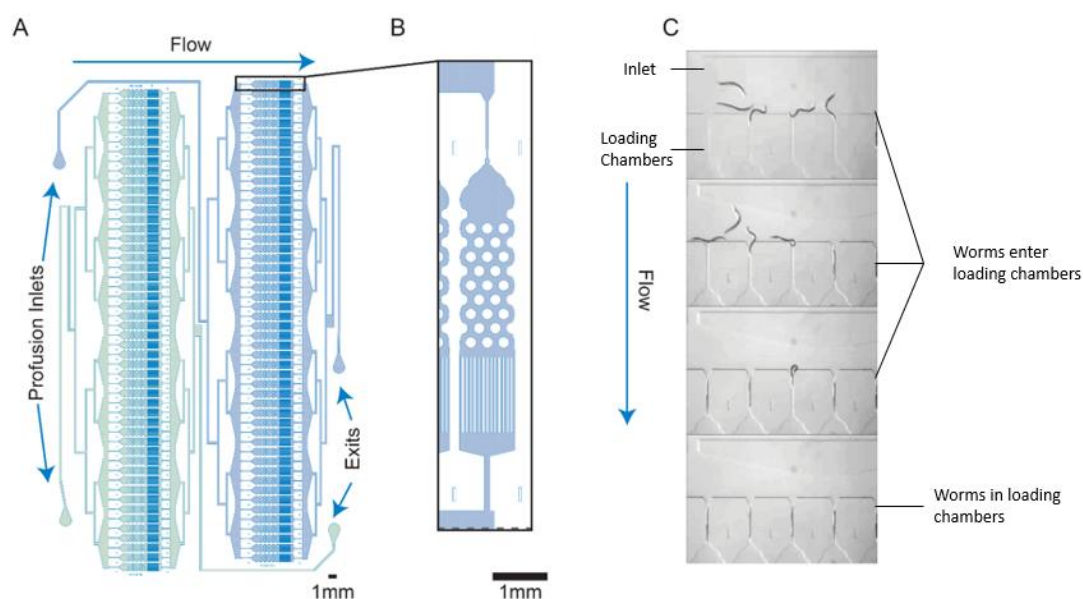 A
Flow
Profusion Inlets
Exits
1mm
B
1mm
C
Inlet
Loading
Chambers
Flow
Worms enter
loading chambers
Worms in loading
chambers